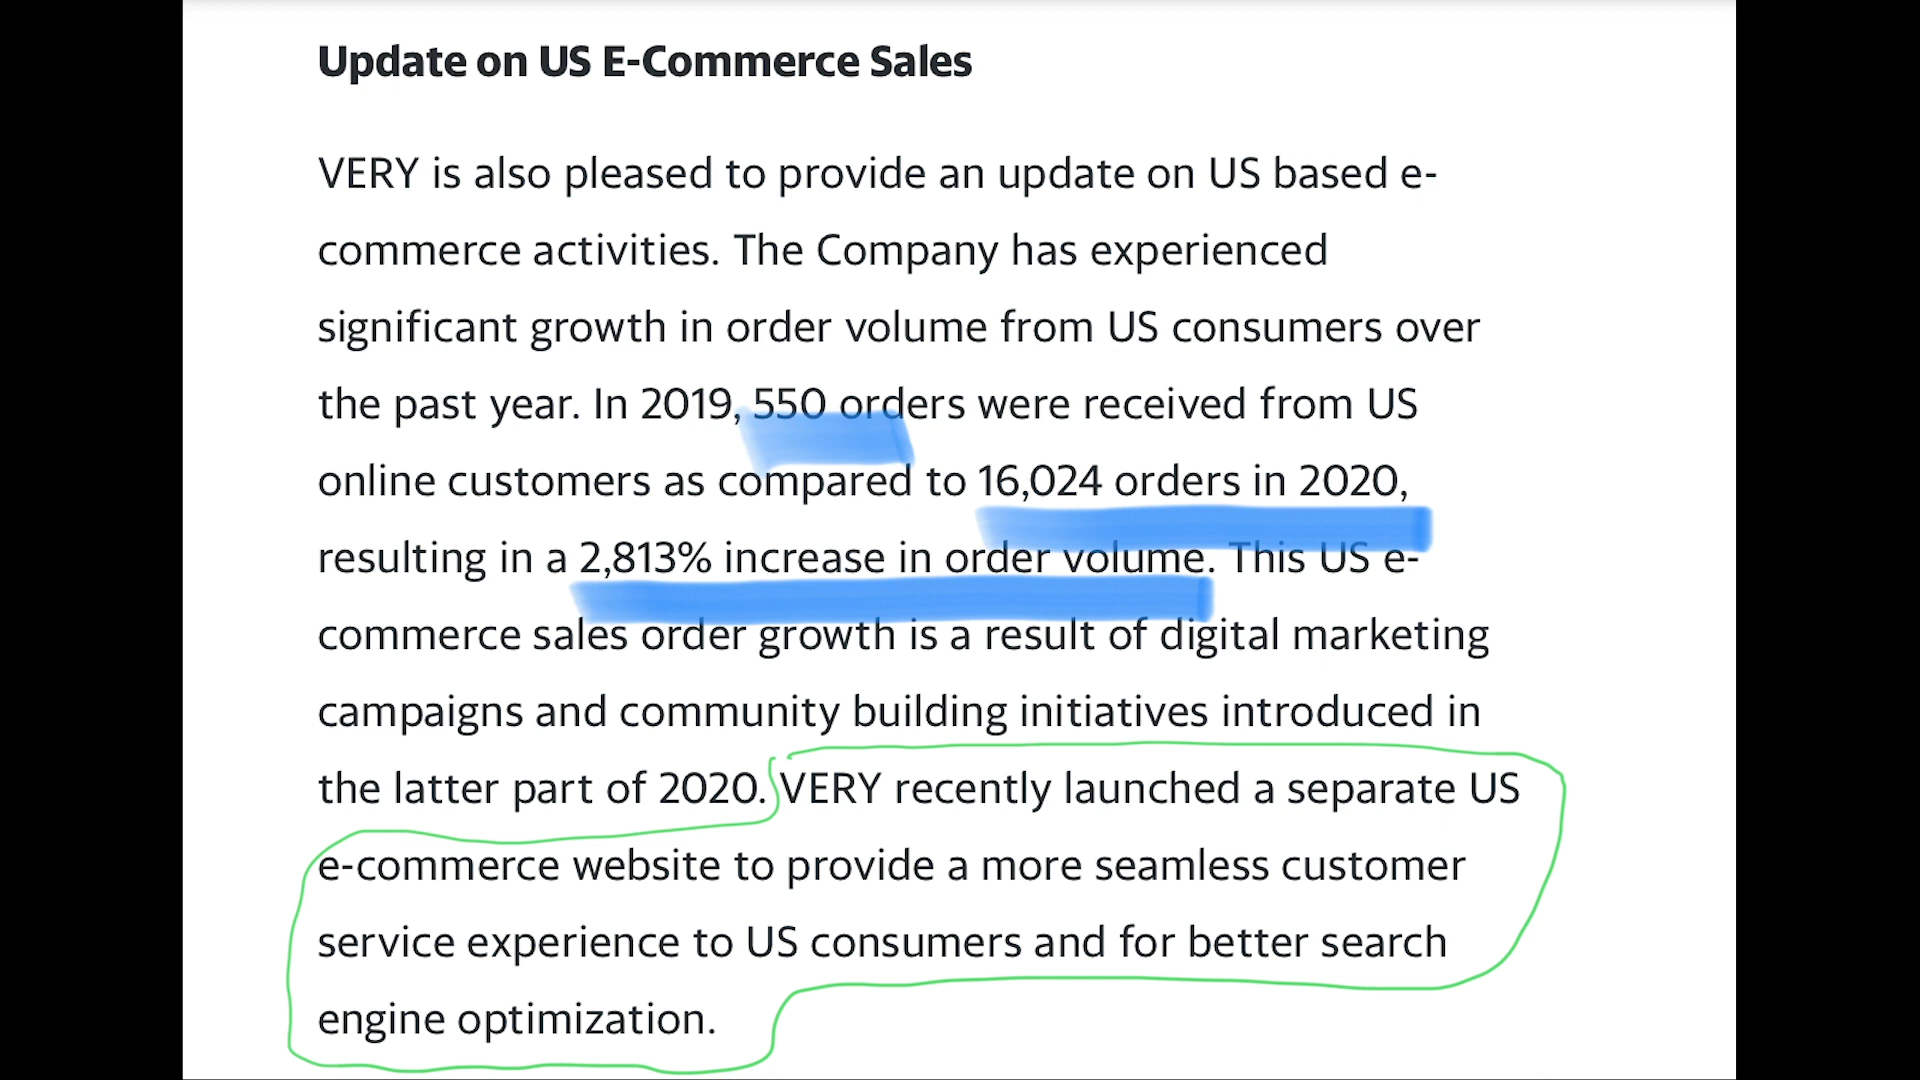 Update on US E-Commerce Sales
VERY is also pleased to provide an update on US based e-
commerce activities. The Company has experienced
significant growth in order volume from US consumers over
the past year. In 2019, 550 orders were received from US
online customers as compared to 16,024 orders in 2020,
resulting in a 2,813% increase in order volume. This US e-
commerce sales order growth is a result of digital marketing
campaigns and community building initiatives introduced in
the latter part of 2020. VERY recently launched a separate US
e-commerce website to provide a more seamless customer
service experience to US consumers and for better search
engine optimization.